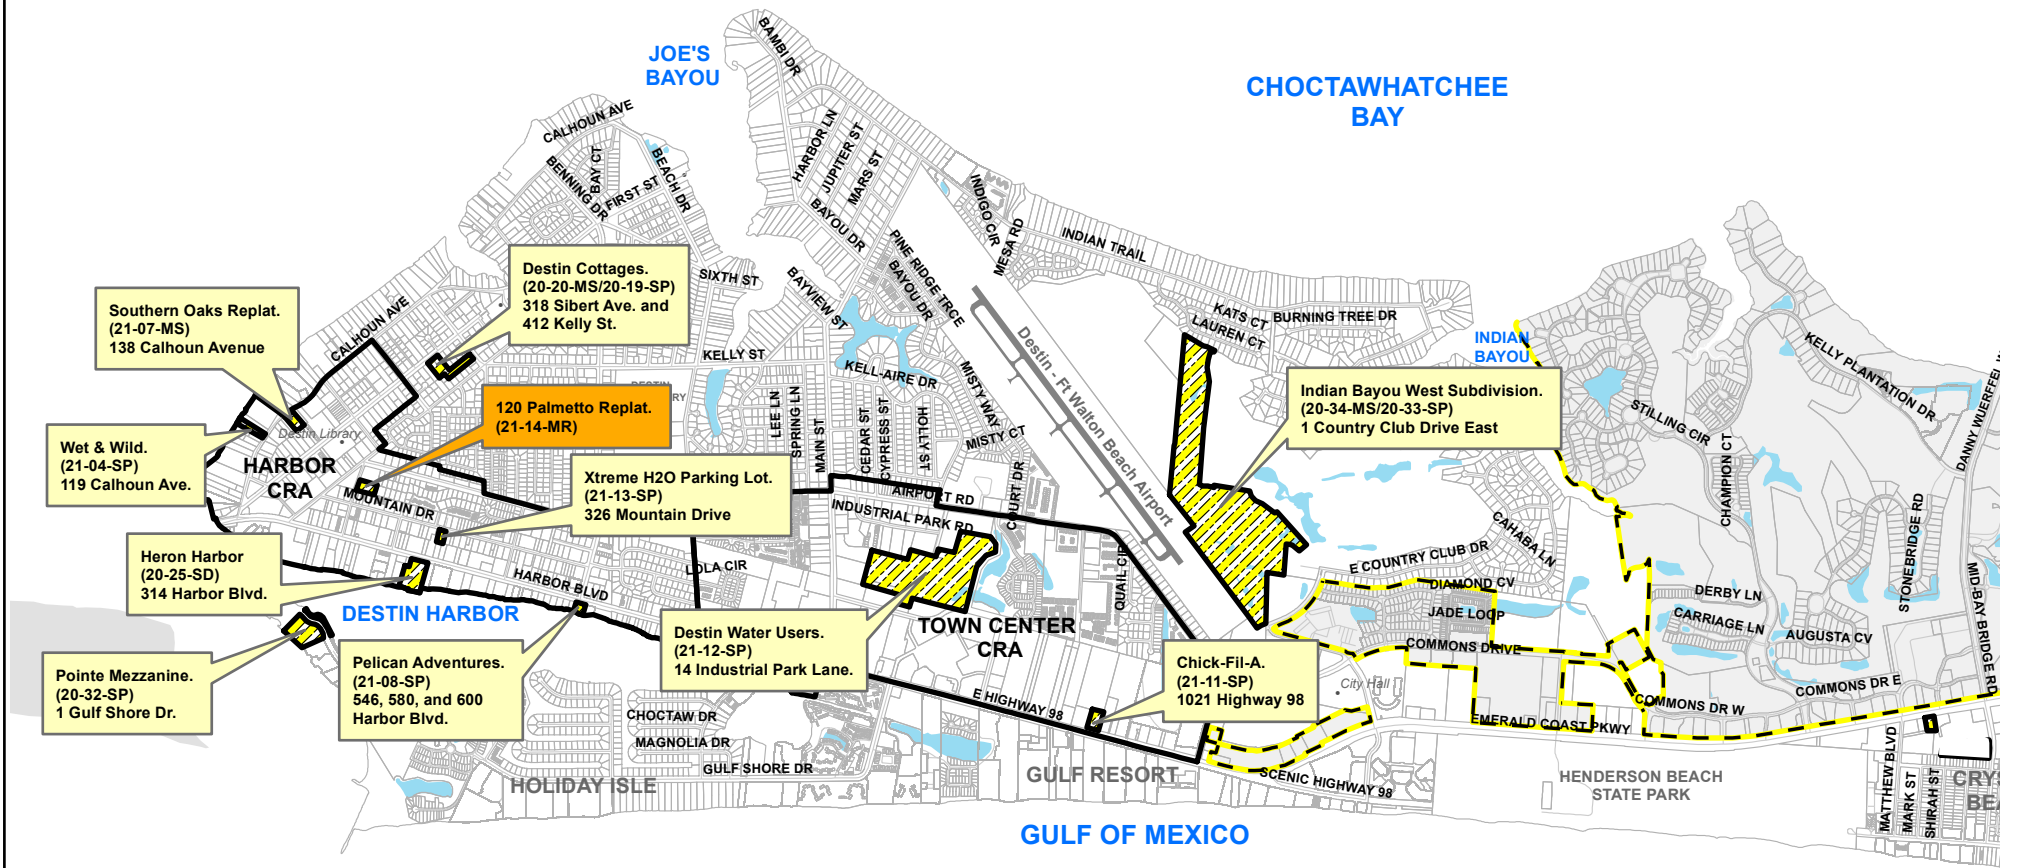 JOE'S
BAYOU
BAMBI DR
CHOCTAWHATCHEE
BAY
CALHOUN AVE
BENNING DR
BAY CT
FIRST ST
BEACH DR
HARBOR LN
JUPITER ST
MARS ST
BAYOU DR
INDIGO CIR
MESA RD
INDIAN TRAIL
PINE RIDGE TRCE
BAYOU DR
BAYVIEW ST
SIXTH ST
Destin Cottages.
(20-20-MS/20-19-SP)
318 Sibert Ave. and
412 Kelly St.
Southern Oaks Replat.
(21-07-MS)
138 Calhoun Avenue
CALHOUN AVE
KELLY ST
KELL-AIRE DR
MISTY WAY
MISTY CT
Destin - Ft Walton Beach Airport
KATS CT
LAUREN CT
BURNING TREE DR
INDIAN
BAYOU
KELLY PLANTATION DR
STILLING CIR
CHAMPION CT
STONEBRIDGE RD
MID-BAY BRIDGE RD
Indian Bayou West Subdivision.
(20-34-MS/20-33-SP)
1 Country Club Drive East
120 Palmetto Replat.
(21-14-MR)
LEE LN
SPRING LN
MAIN ST
CEDAR ST
CYPRESS ST
HOLLY ST
COURT DR
Destin Library
Wet & Wild.
(21-04-SP)
119 Calhoun Ave.
HARBOR
CRA
MOUNTAIN DR
Xtreme H2O Parking Lot.
(21-13-SP)
326 Mountain Drive
AIRPORT RD
INDUSTRIAL PARK RD
QUAIL CIR
CAHABA LN
E COUNTRY CLUB DR
DIAMOND CV
JADE LOOP
COMMONS DRIVE
DERBY LN
CARRIAGE LN
AUGUSTA CV
COMMONS DR E
COMMONS DR W
Heron Harbor
(20-25-SD)
314 Harbor Blvd.
HARBOR BLVD
LOLA CIR
DESTIN HARBOR
Destin Water Users.
(21-12-SP)
14 Industrial Park Lane.
TOWN CENTER
CRA
Chick-Fil-A.
(21-11-SP)
1021 Highway 98
City Hall
Pointe Mezzanine.
(20-32-SP)
1 Gulf Shore Dr.
Pelican Adventures.
(21-08-SP)
546, 580, and 600
Harbor Blvd.
CHOCTAW DR
MAGNOLIA DR
GULF SHORE DR
E HIGHWAY 98
EMERALD COAST PKWY
SCENIC HIGHWAY 98
HOLIDAY ISLE
GULF RESORT
HENDERSON BEACH
STATE PARK
MATTHEW BLVD
MARK ST
SHIRAH ST
GULF OF MEXICO